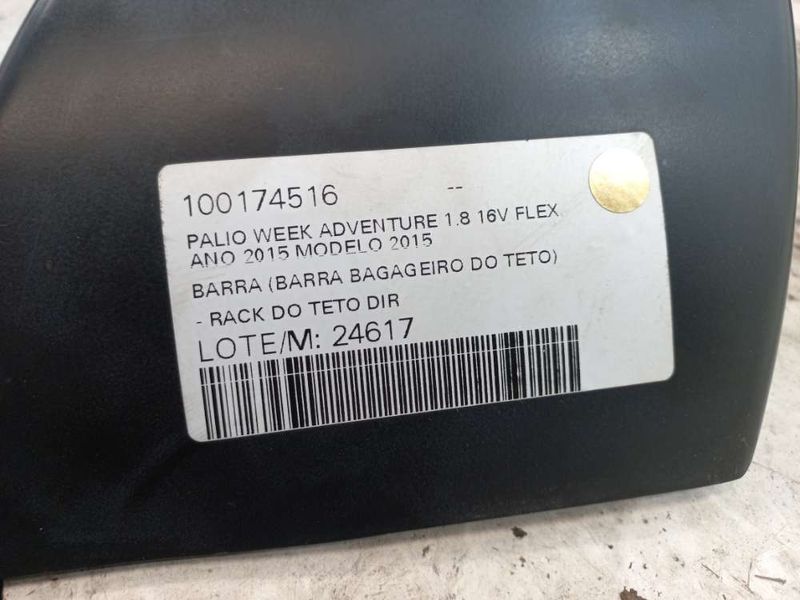 100174516 --
PALIO WEEK ADVENTURE 1.8 16V FLEX
ANO 2015 MODELO 2015
BARRA (BARRA BAGAGEIRO DO TETO)
- RACK DO TETO DIR
LOTE/M: 24617